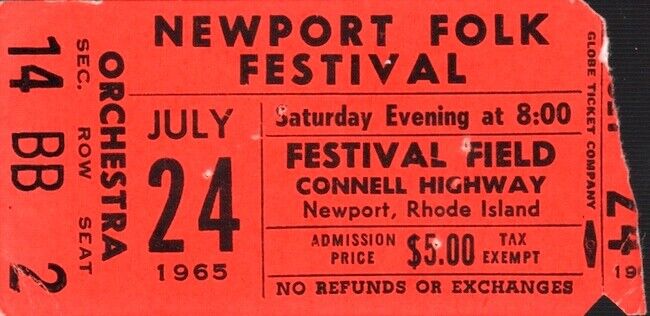 NEWPORT FOLK
FESTIVAL
ORCHESTRA
SEC. ROW SEAT
14 BB 2
JULY
24
1965
Saturday Evening at 8:00
FESTIVAL FIELD
CONNELL HIGHWAY
Newport, Rhode Island
ADMISSION PRICE
$5.00
TAX EXEMPT
NO REFUNDS OR EXCHANGES
GLOBE TICKET COMPANY
24